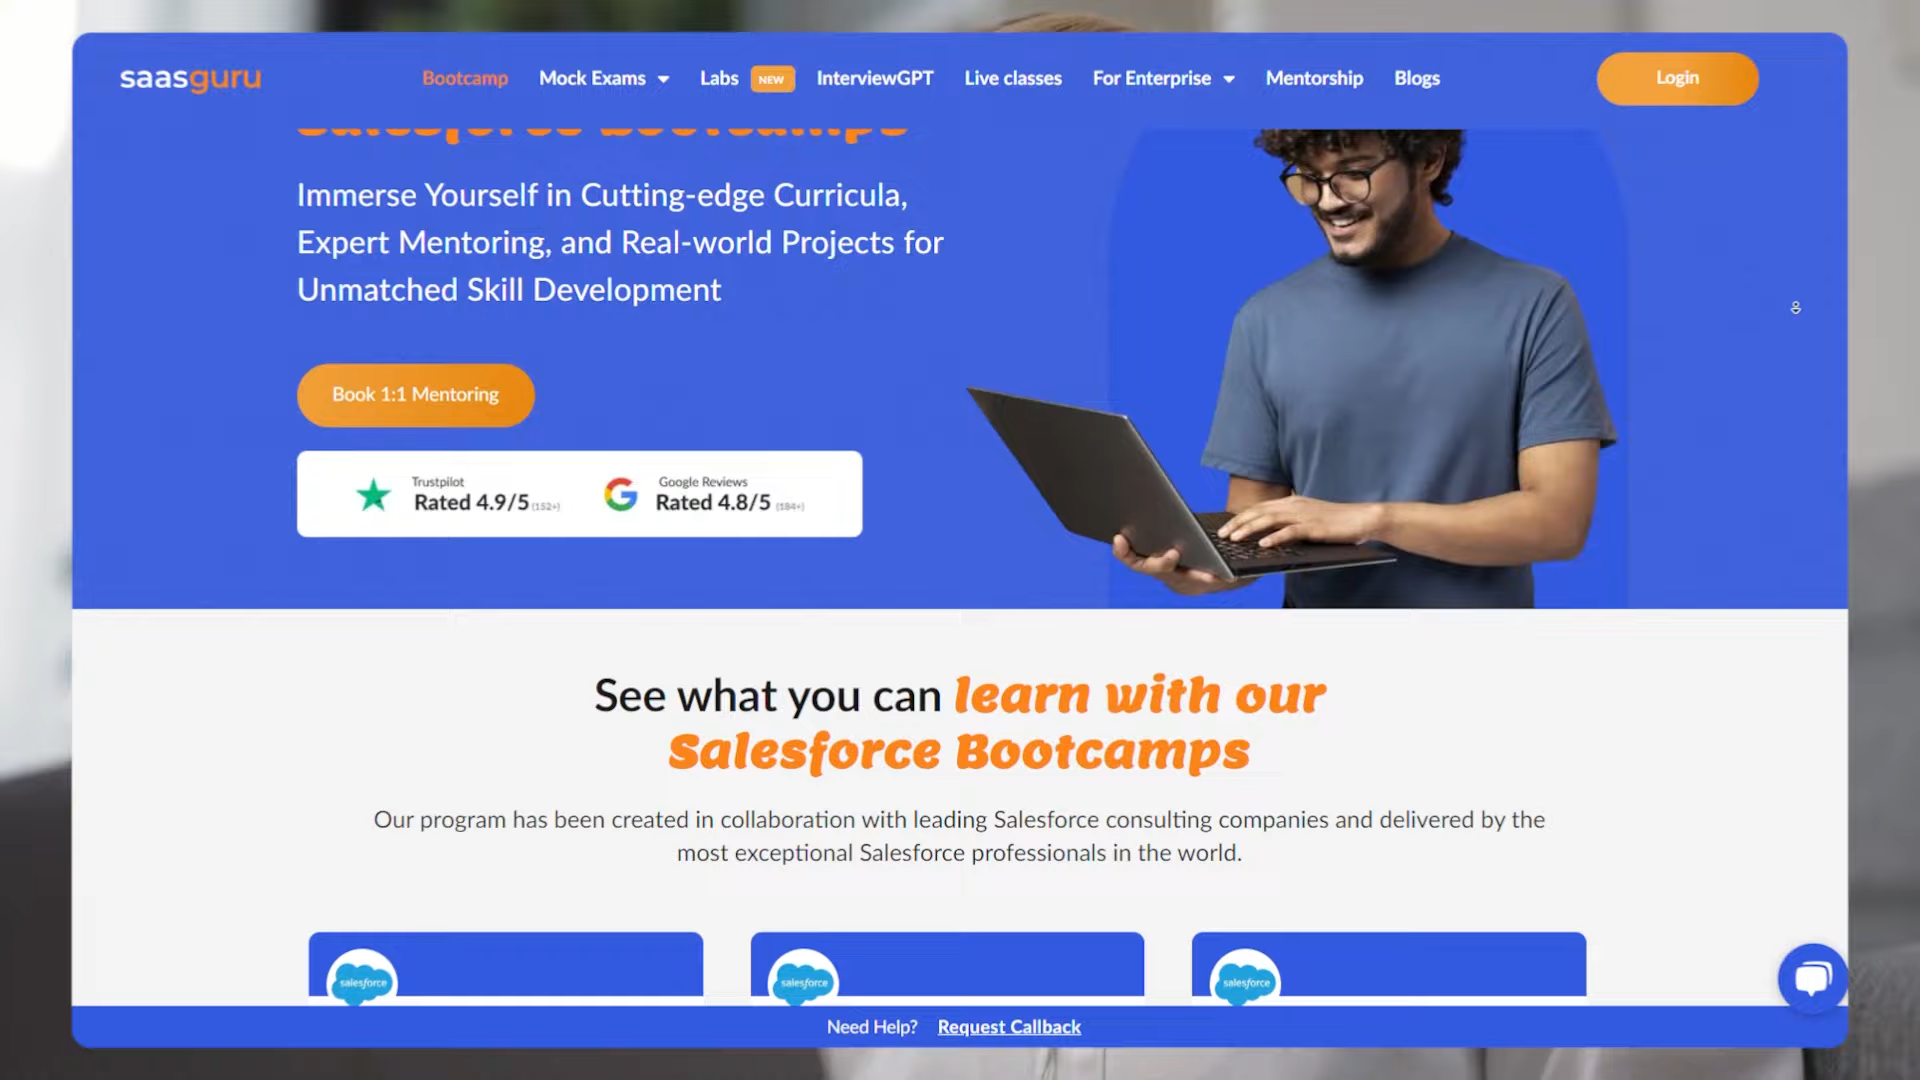 saasguru
Bootcamp Mock Exams Labs NEW InterviewGPT Live classes For Enterprise Mentorship Blogs Login
Salesforce Bootcamps
Immerse Yourself in Cutting-edge Curricula,
Expert Mentoring, and Real-world Projects for
Unmatched Skill Development
Book 1:1 Mentoring
Trustpilot
Rated 4.9/5 (152+)
Google Reviews
Rated 4.8/5 (184+)
See what you can learn with our
Salesforce Bootcamps
Our program has been created in collaboration with leading Salesforce consulting companies and delivered by the
most exceptional Salesforce professionals in the world.
salesforce
salesforce
salesforce
Need Help? Request Callback